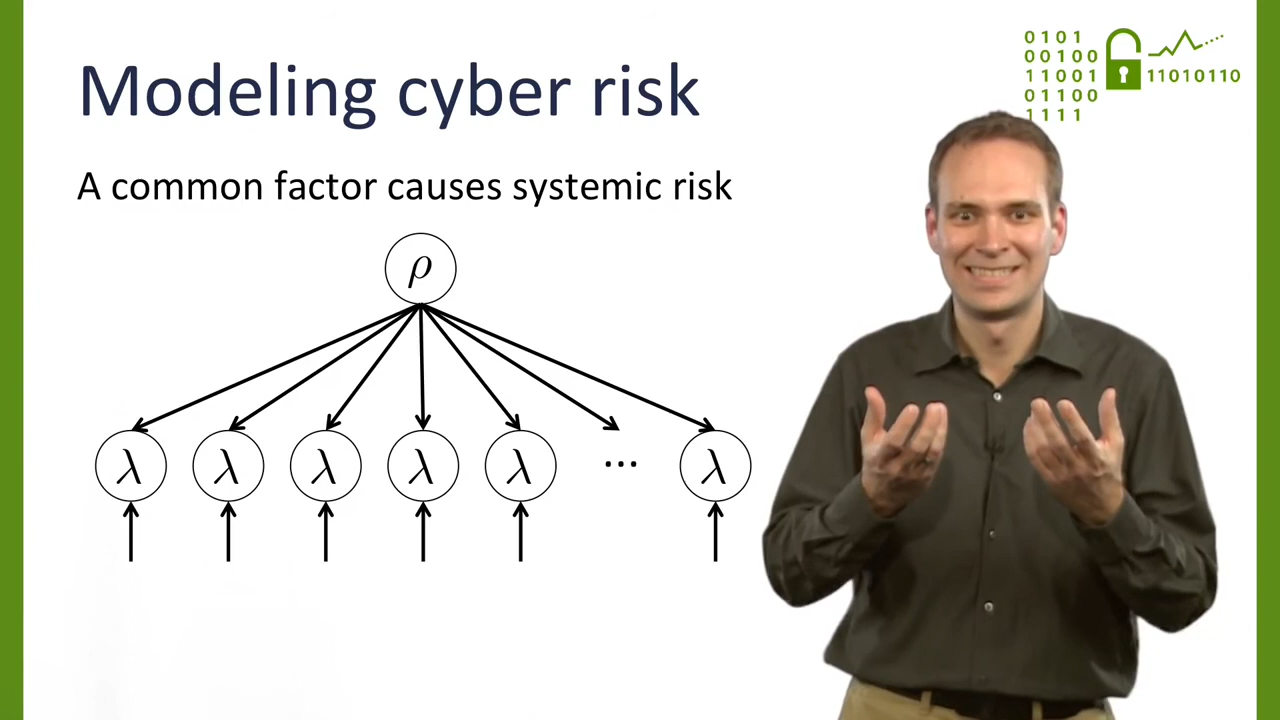 Modeling cyber risk
0101
00100
11001
11010110
01100
1111
A common factor causes systemic risk
ρ
λ λ λ λ λ ... λ